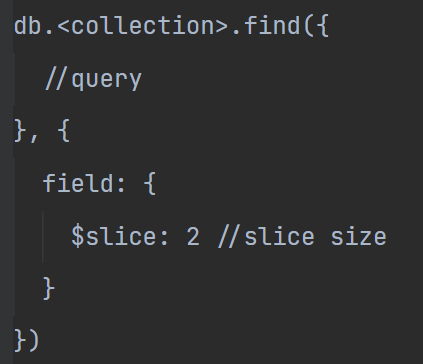 db.<collection>.find({
  //query
}, {
  field: {
    $slice: 2 //slice size
  }
})